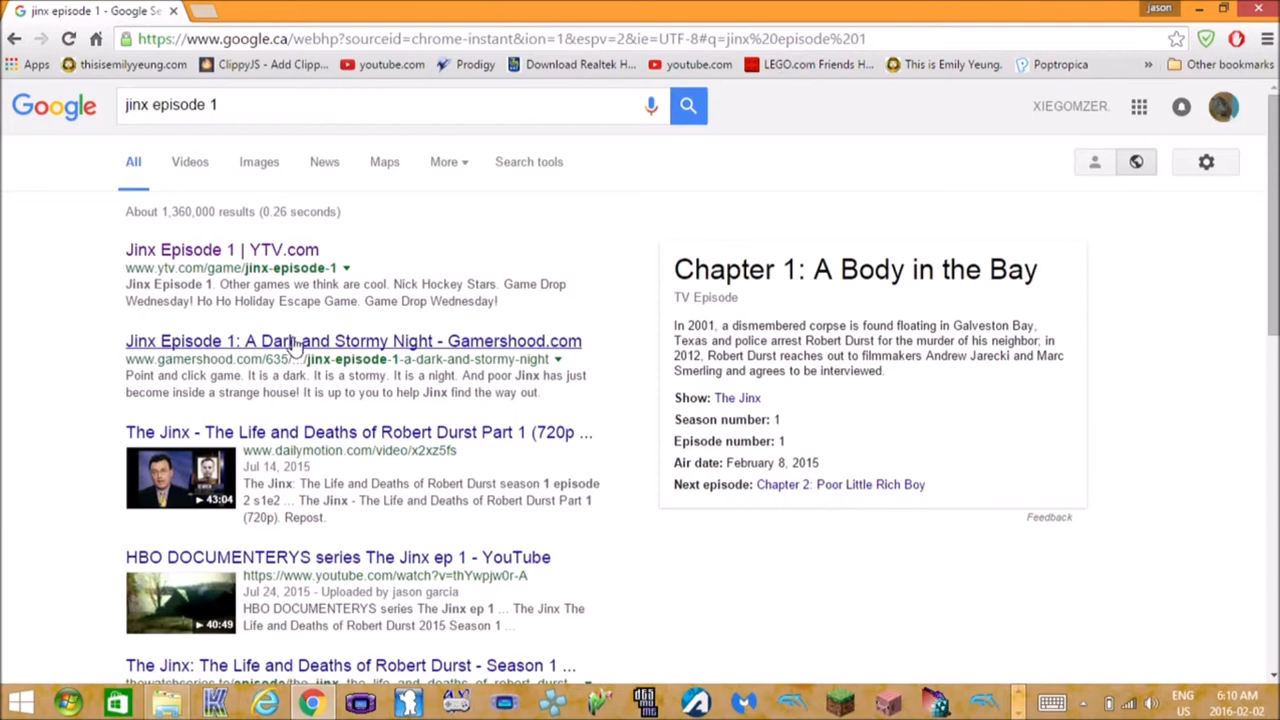 jinx episode 1 - Google Se
jason
https://www.google.ca/webhp?sourceid=chrome-instant&ion=1&espv=2&ie=UTF-8#q=jinx%20episode%201
Apps thisisemilyyeung.com ClippyJS - Add Clipp... youtube.com Prodigy Download Realtek H... youtube.com LEGO.com Friends H... This is Emily Yeung. Poptropica » Other bookmarks
Google jinx episode 1 XIEGOMZER.
All Videos Images News Maps More Search tools
About 1,360,000 results (0.26 seconds)
Jinx Episode 1 | YTV.com
www.ytv.com/game/jinx-episode-1
Jinx Episode 1. Other games we think are cool. Nick Hockey Stars. Game Drop
Wednesday! Ho Ho Holiday Escape Game. Game Drop Wednesday!
Jinx Episode 1: A Dark and Stormy Night - Gamershood.com
www.gamershood.com/635/jinx-episode-1-a-dark-and-stormy-night
Point and click game. It is a dark. It is a stormy. It is a night. And poor Jinx has just
become inside a strange house! It is up to you to help Jinx find the way out.
The Jinx - The Life and Deaths of Robert Durst Part 1 (720p ...
www.dailymotion.com/video/x2xz5fs
Jul 14, 2015
The Jinx: The Life and Deaths of Robert Durst season 1 episode
2 s1e2 ... The Jinx - The Life and Deaths of Robert Durst Part 1
(720p). Repost.
43:04
HBO DOCUMENTERYS series The Jinx ep 1 - YouTube
https://www.youtube.com/watch?v=thYwpjw0r-A
Jul 24, 2015 - Uploaded by jason garcia
HBO DOCUMENTERYS series The Jinx ep 1 ... The Jinx The
Life and Deaths of Robert Durst 2015 Season 1 ...
40:49
The Jinx: The Life and Deaths of Robert Durst - Season 1 ...
Chapter 1: A Body in the Bay
TV Episode
In 2001, a dismembered corpse is found floating in Galveston Bay,
Texas and police arrest Robert Durst for the murder of his neighbor; in
2012, Robert Durst reaches out to filmmakers Andrew Jarecki and Marc
Smerling and agrees to be interviewed.
Show: The Jinx
Season number: 1
Episode number: 1
Air date: February 8, 2015
Next episode: Chapter 2: Poor Little Rich Boy
Feedback
ENG
US
6:10 AM
2016-02-02